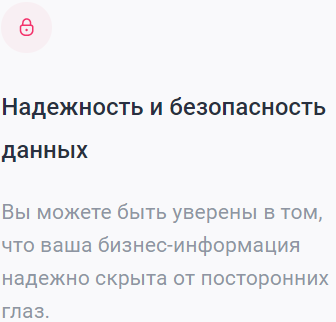 Надежность и безопасность
данных
Вы можете быть уверены в том,
что ваша бизнес-информация
надежно скрыта от посторонних
глаз.